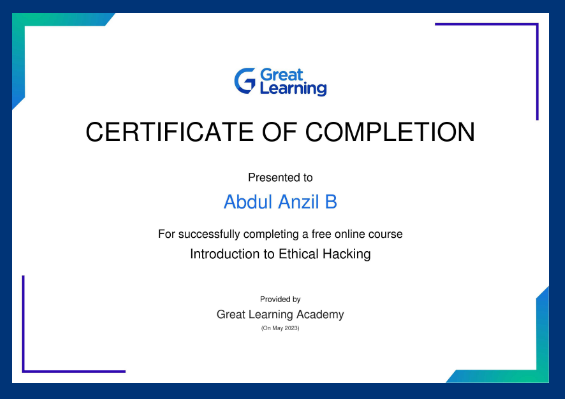 Great
Learning
CERTIFICATE OF COMPLETION
Presented to
Abdul Anzil B
For successfully completing a free online course
Introduction to Ethical Hacking
Provided by
Great Learning Academy
(On May 2023)